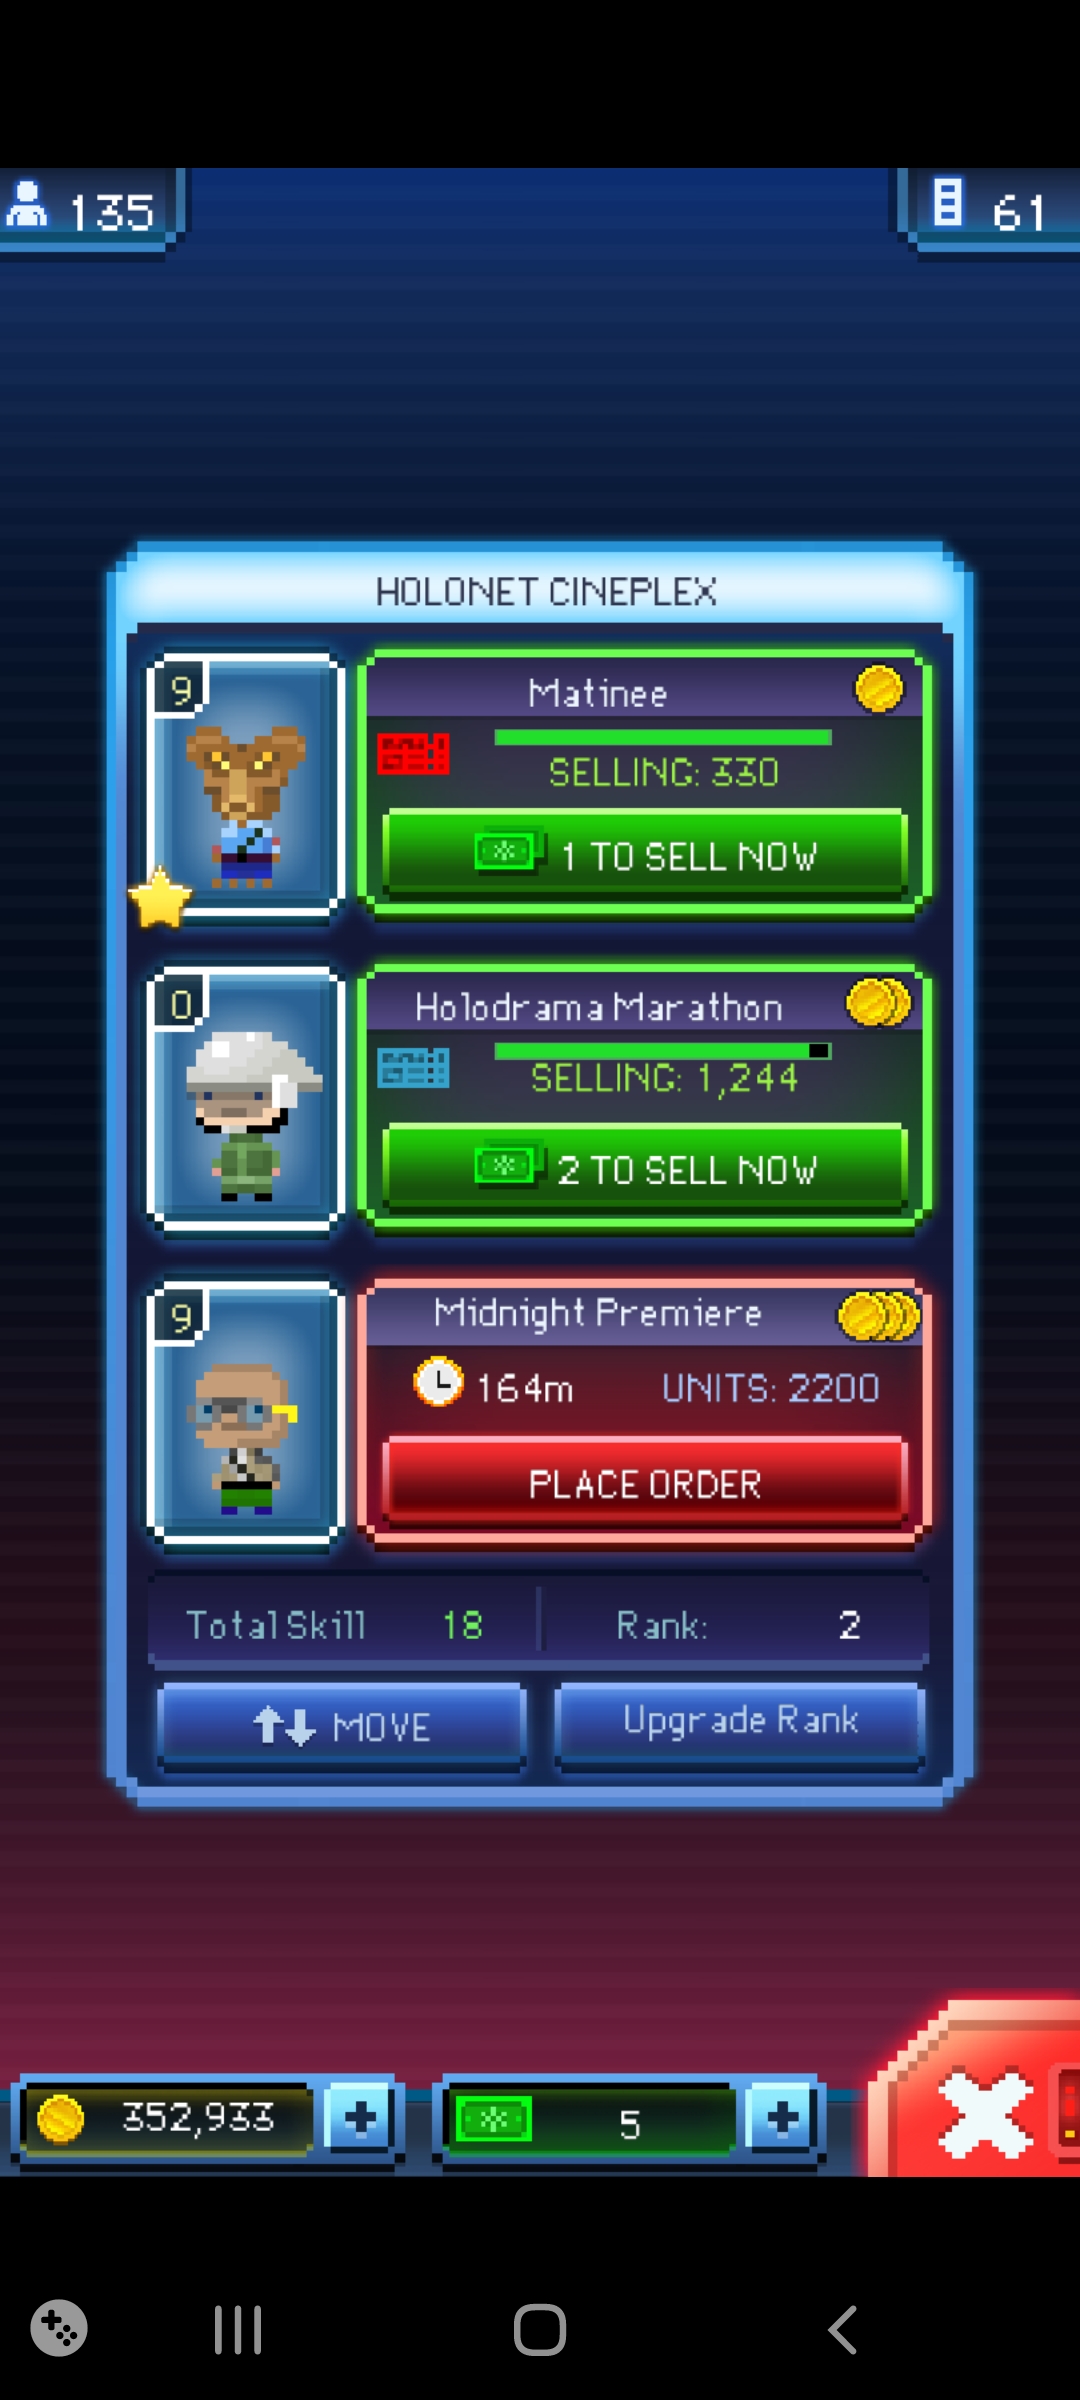 135
61
HOLONET CINEPLEX
9
Matinee
SELLING: 330
1 TO SELL NOW
0
Holodrama Marathon
SELLING: 1,244
2 TO SELL NOW
9
Midnight Premiere
164m UNITS: 2200
PLACE ORDER
Total Skill 18 Rank: 2
MOVE Upgrade Rank
352,933 5